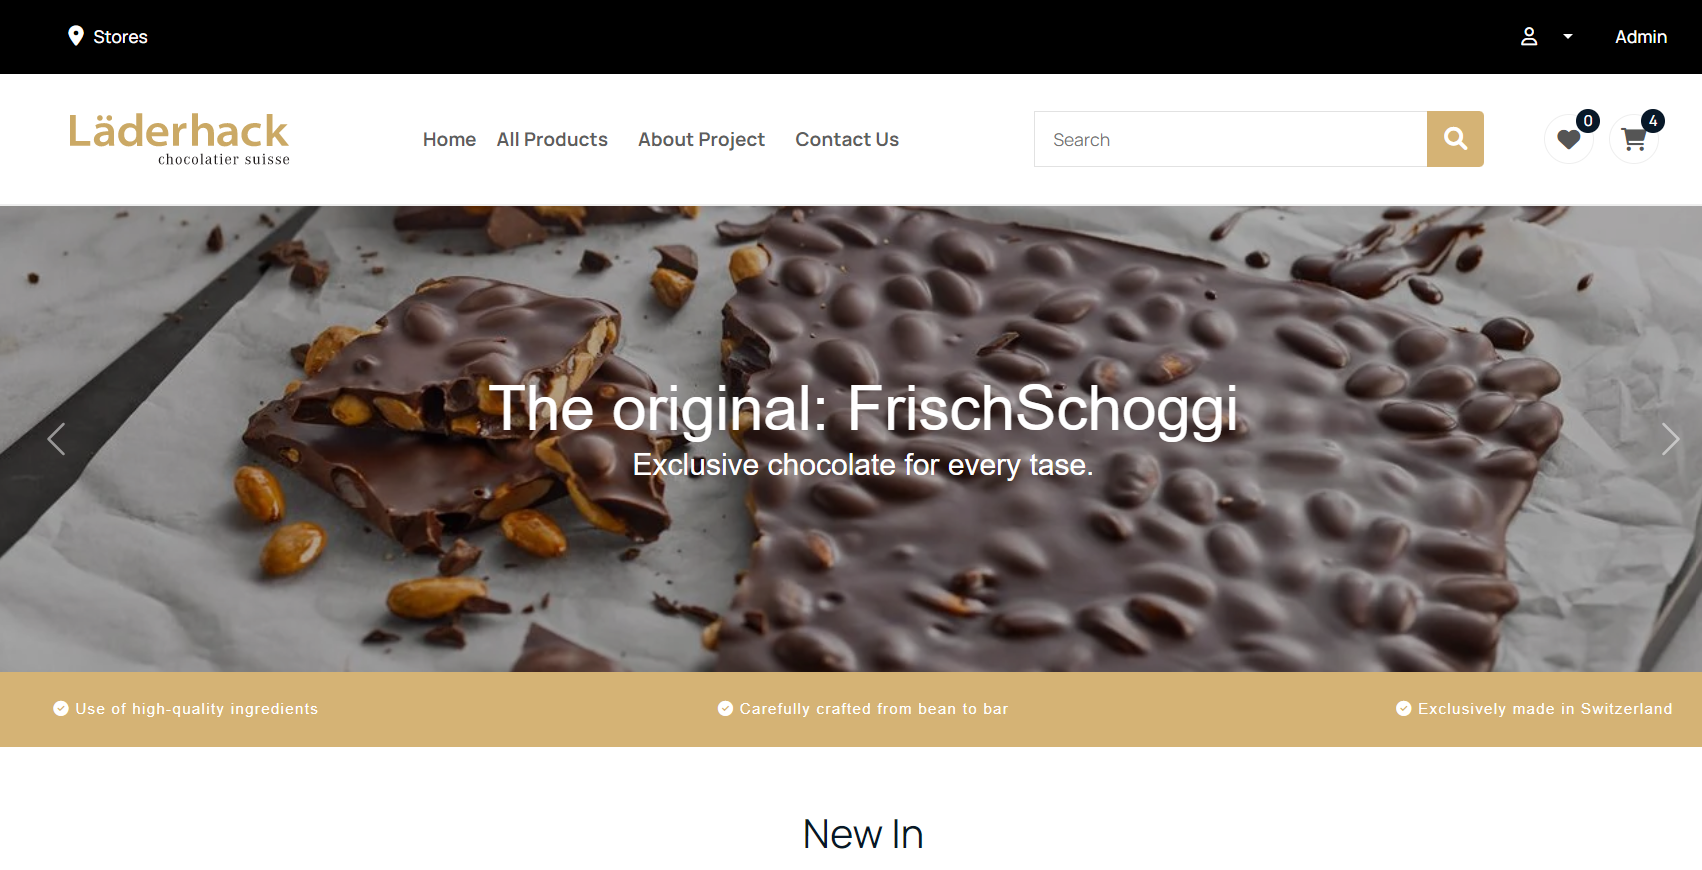 Stores
Admin
Läderhack
chocolatier suisse
Home
All Products
About Project
Contact Us
Search
0
4
The original: FrischSchoggi
Exclusive chocolate for every tase.
Use of high-quality ingredients
Carefully crafted from bean to bar
Exclusively made in Switzerland
New In